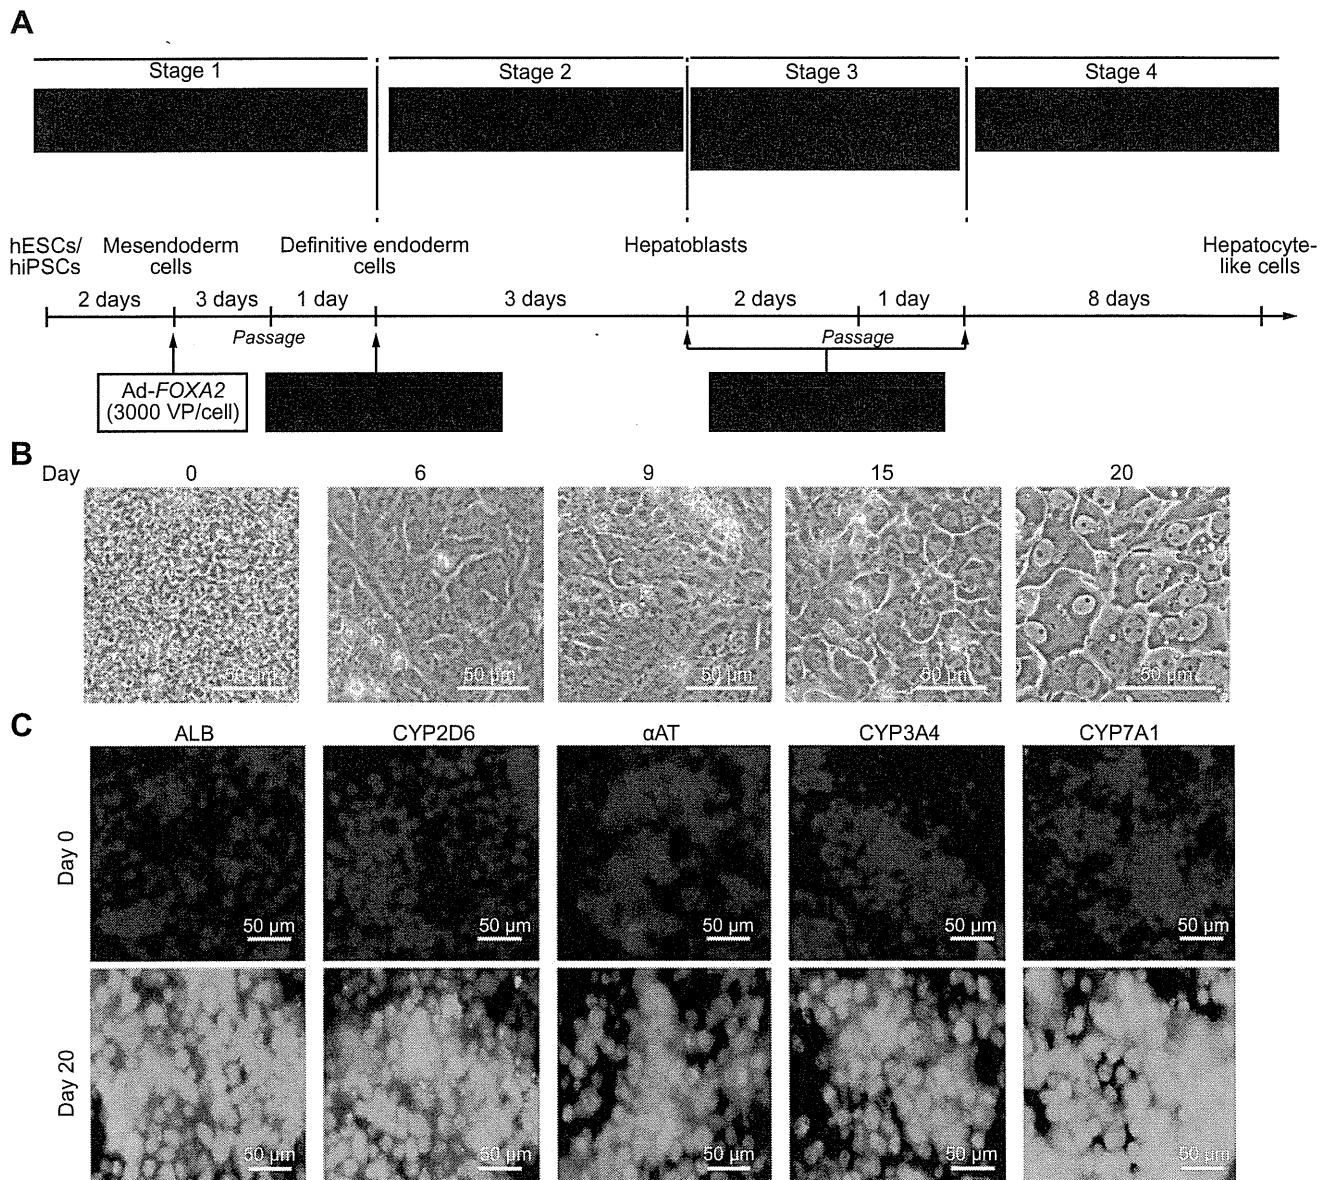 A
Stage 1 Stage 2 Stage 3 Stage 4
hESCs/ Mesendoderm Definitive endoderm Hepatoblasts Hepatocyte-
hiPSCs cells cells like cells
2 days 3 days 1 day 3 days 2 days 1 day 8 days
Passage Passage
Ad-FOXA2
(3000 VP/cell)
B
Day 0 6 9 15 20
50 µm 50 µm 50 µm 50 µm 50 µm
C
ALB CYP2D6 αAT CYP3A4 CYP7A1
Day 0
50 µm 50 µm 50 µm 50 µm 50 µm
Day 20
50 µm 50 µm 50 µm 50 µm 50 µm